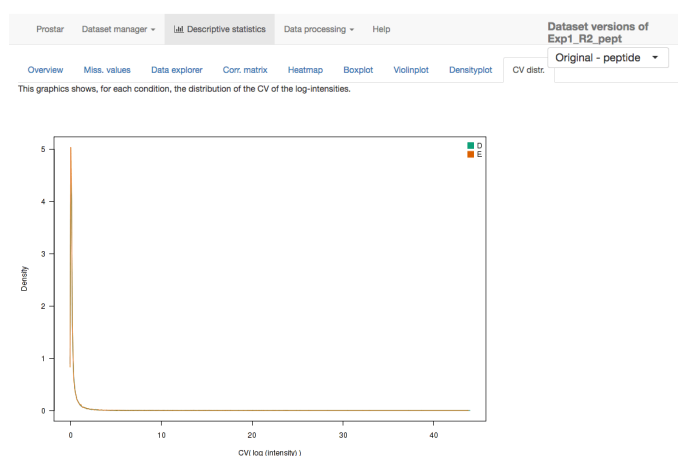 Prostar Dataset manager Descriptive statistics Data processing Help
Dataset versions of
Exp1_R2_pept
Original - peptide
Overview Miss. values Data explorer Corr. matrix Heatmap Boxplot Violinplot Densityplot CV distr.
This graphics shows, for each condition, the distribution of the CV of the log-intensities.
D
E
5
4
3
2
1
0
Density
0 10 20 30 40
CV( log (intensity) )